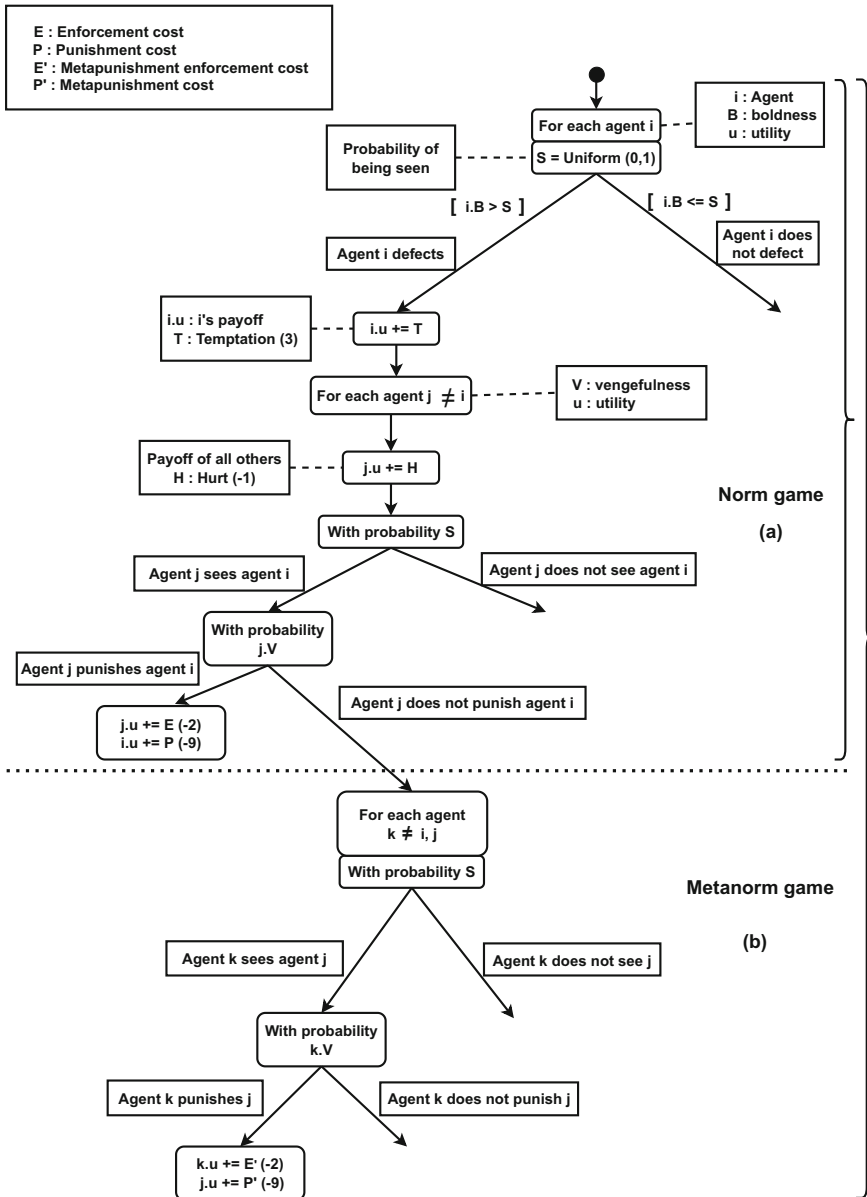 E : Enforcement cost
P : Punishment cost
E' : Metapunishment enforcement cost
P' : Metapunishment cost
For each agent i
i : Agent
B : boldness
u : utility
Probability of
being seen
S = Uniform (0,1)
[ i.B > S ]
[ i.B <= S ]
Agent i defects
Agent i does
not defect
i.u : i's payoff
T : Temptation (3)
i.u += T
For each agent j ≠ i
V : vengefulness
u : utility
Payoff of all others
H : Hurt (-1)
j.u += H
Norm game
(a)
With probability S
Agent j sees agent i
Agent j does not see agent i
With probability
j.V
Agent j punishes agent i
Agent j does not punish agent i
j.u += E (-2)
i.u += P (-9)
For each agent
k ≠ i, j
With probability S
Metanorm game
(b)
Agent k sees agent j
Agent k does not see j
With probability
k.V
Agent k punishes j
Agent k does not punish j
k.u += E' (-2)
j.u += P' (-9)